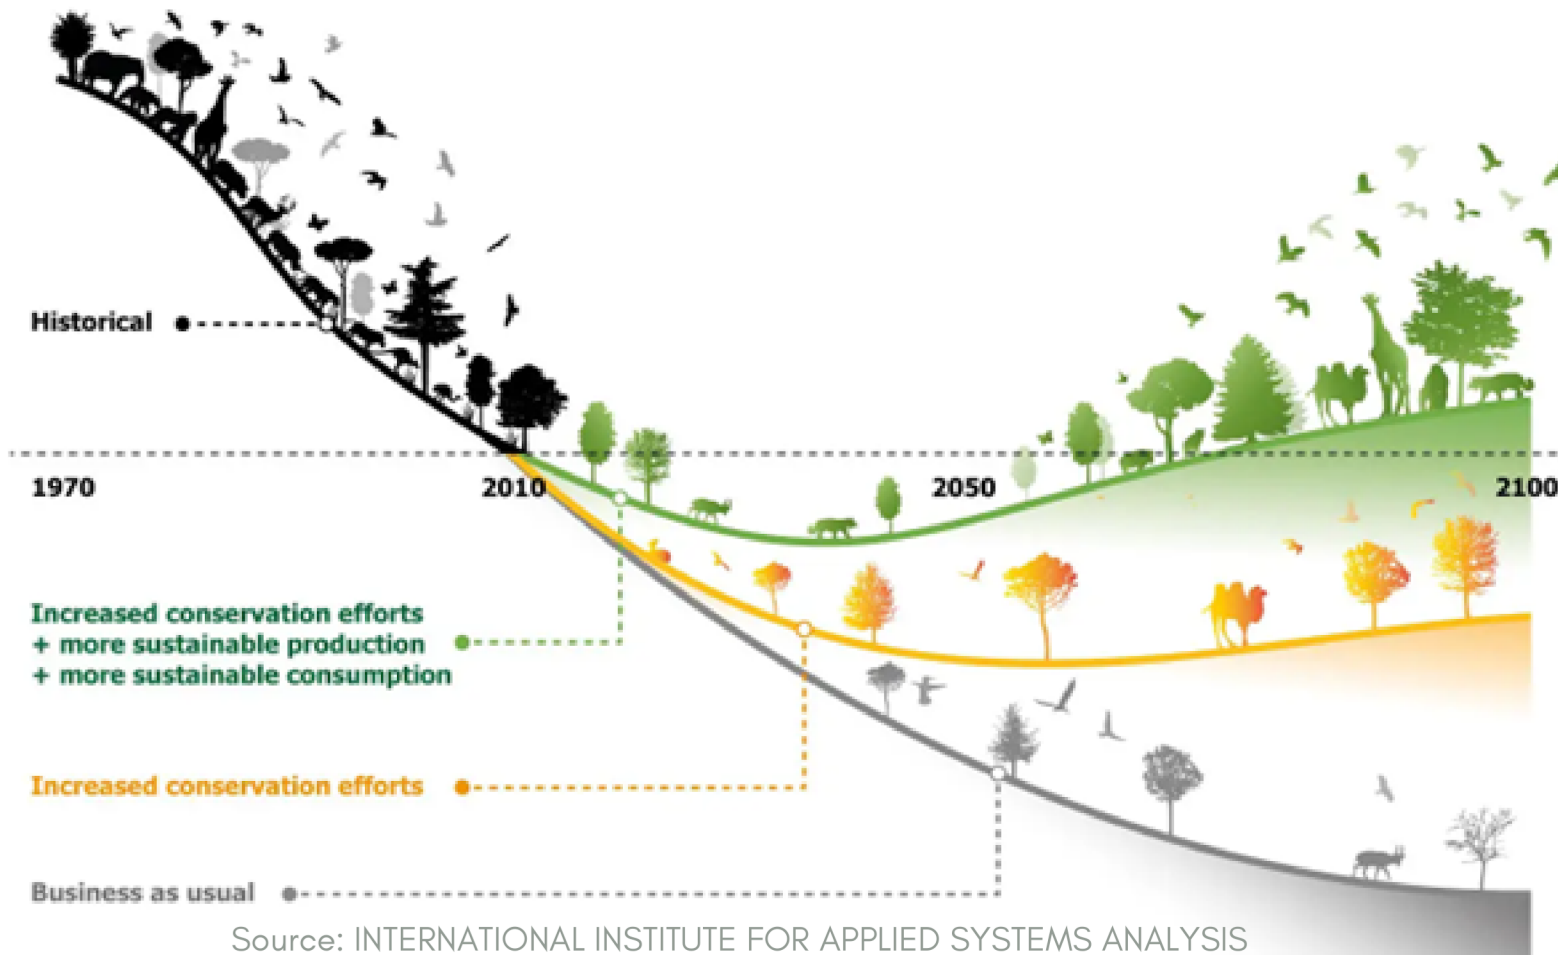 Historical
1970
2010
2050
2100
Increased conservation efforts
+ more sustainable production
+ more sustainable consumption
Increased conservation efforts
Business as usual
Source: INTERNATIONAL INSTITUTE FOR APPLIED SYSTEMS ANALYSIS